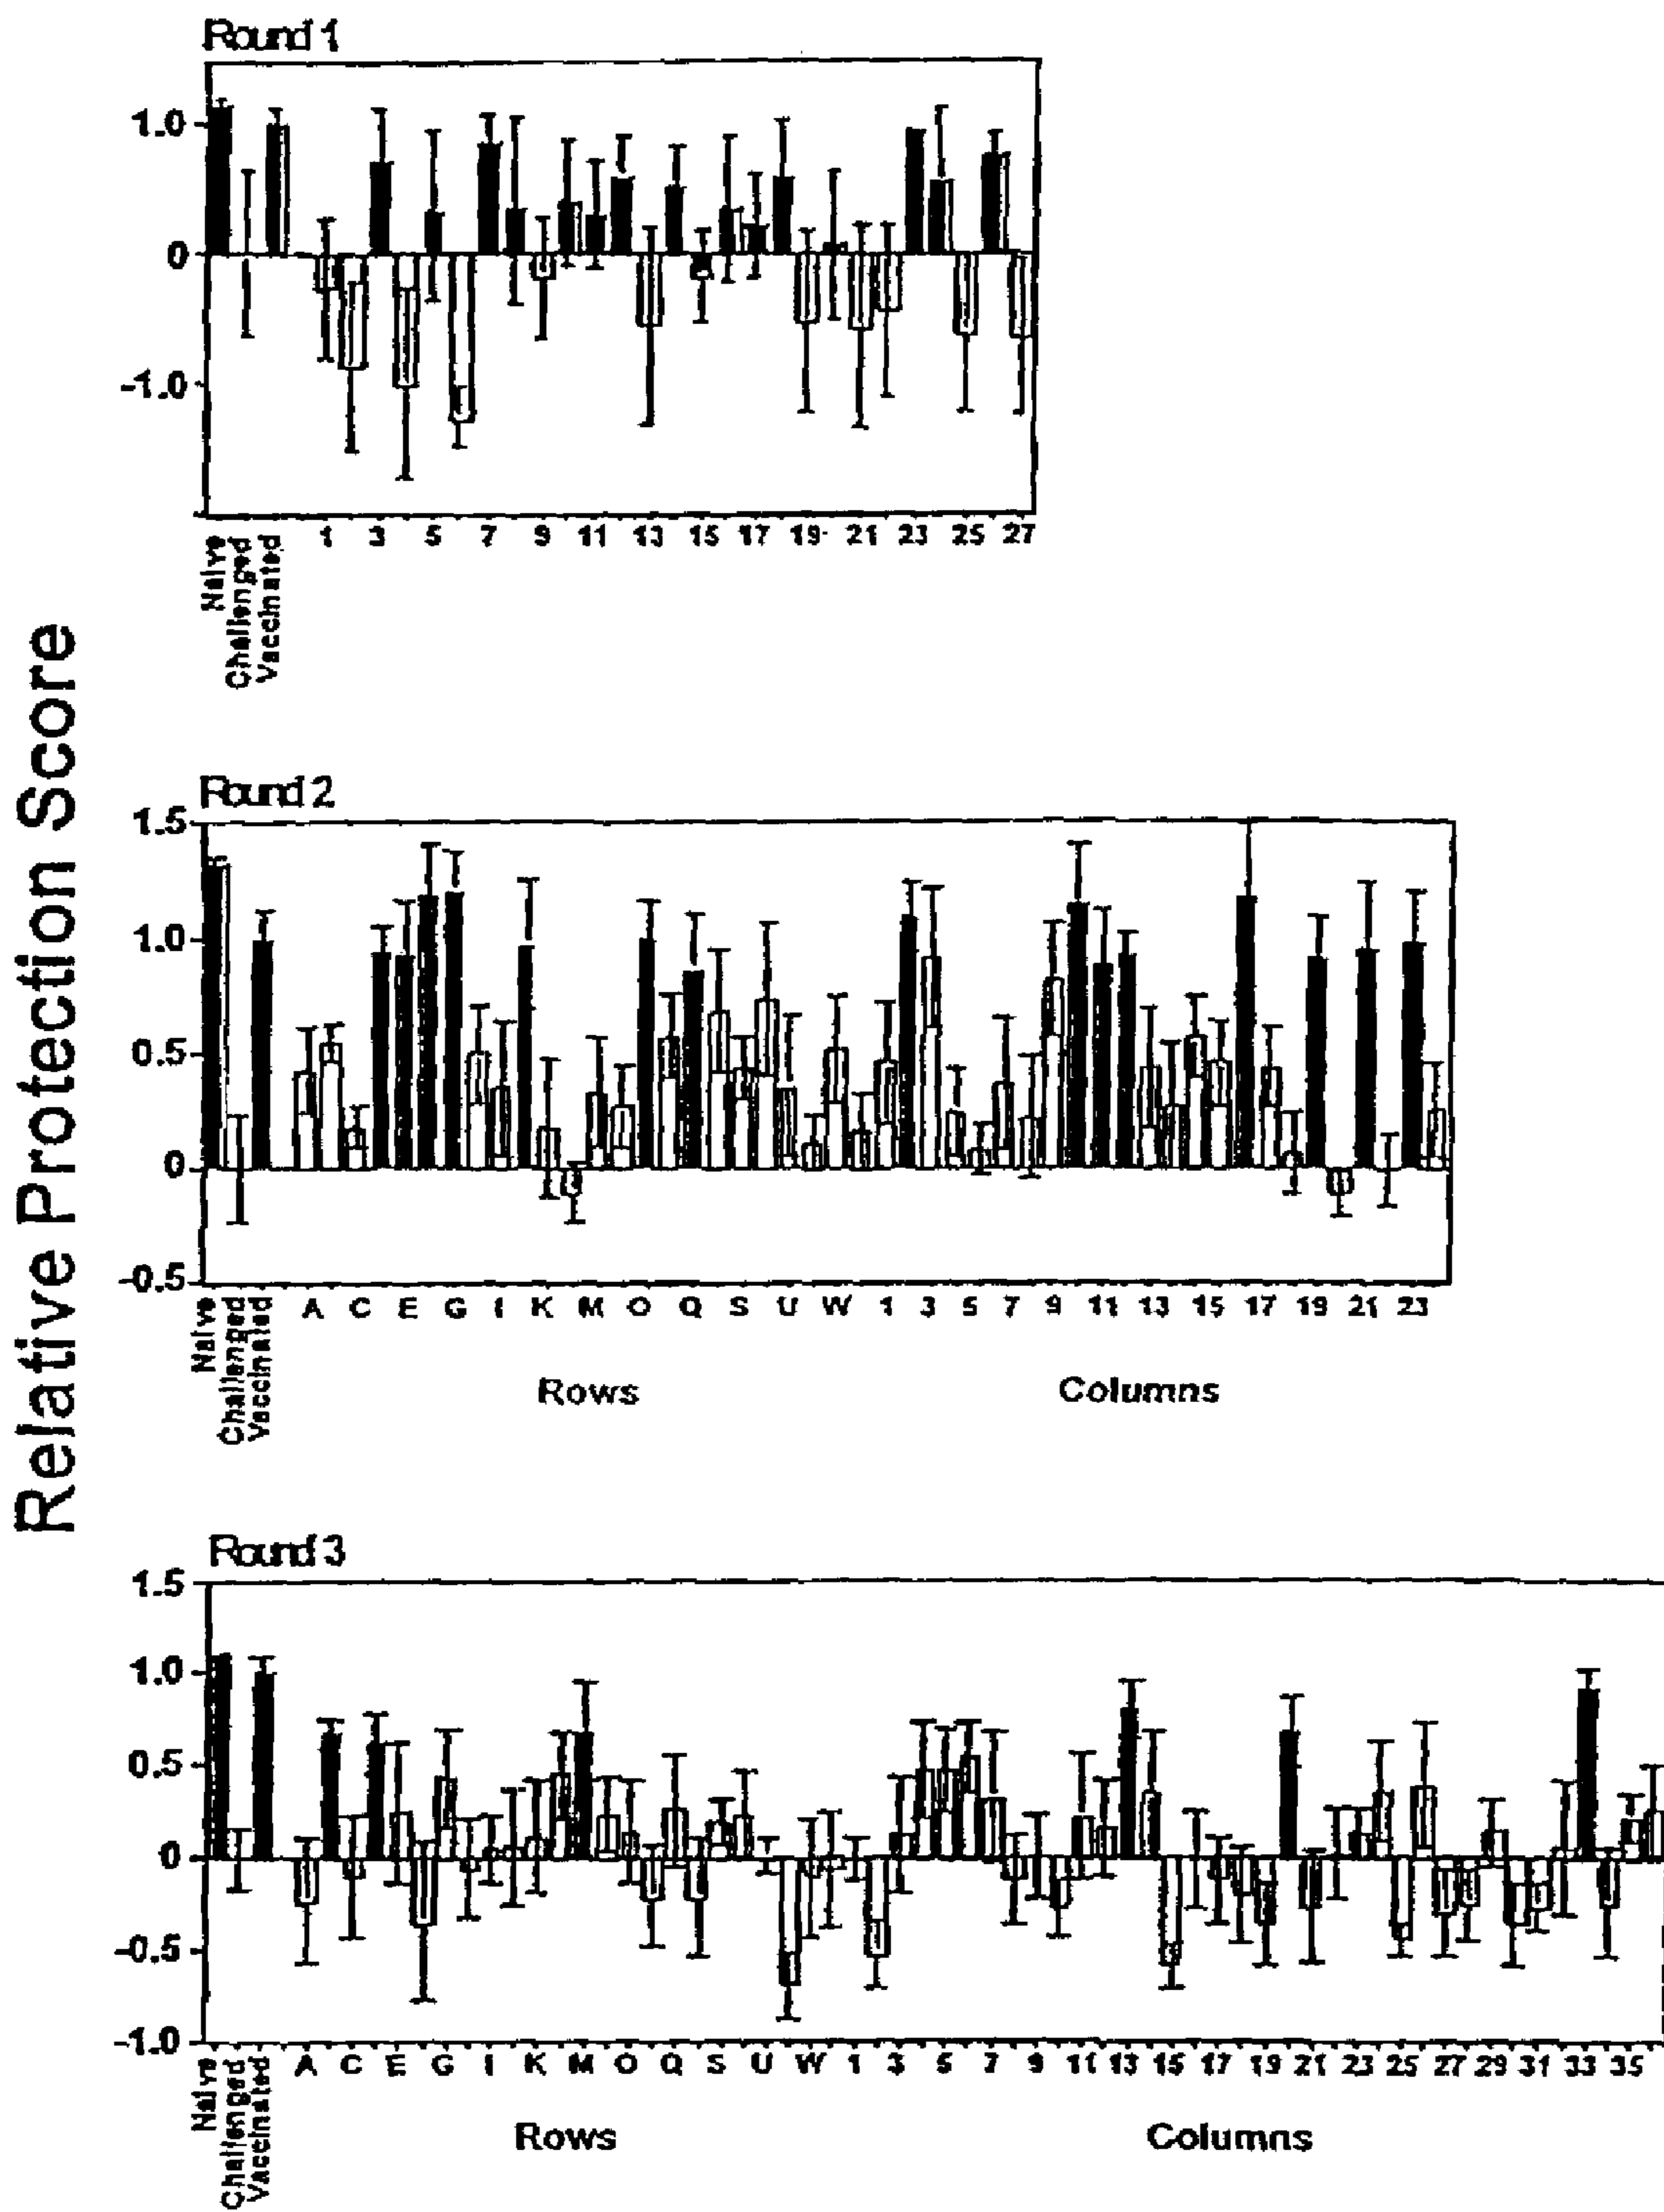 Relative Protection Score
Round 1
1.0
0
-1.0
Naive
Challenged
Vaccinated
1 3 5 7 9 11 13 15 17 19 21 23 25 27
Round 2
1.5
1.0
0.5
0
-0.5
Naive
Challenged
Vaccinated
A C E G I K M O Q S U W 1 3 5 7 9 11 13 15 17 19 21 23
Rows Columns
Round 3
1.5
1.0
0.5
0
-0.5
-1.0
Naive
Challenged
Vaccinated
A C E G I K M O Q S U W 1 3 5 7 9 11 13 15 17 19 21 23 25 27 29 31 33 35
Rows Columns